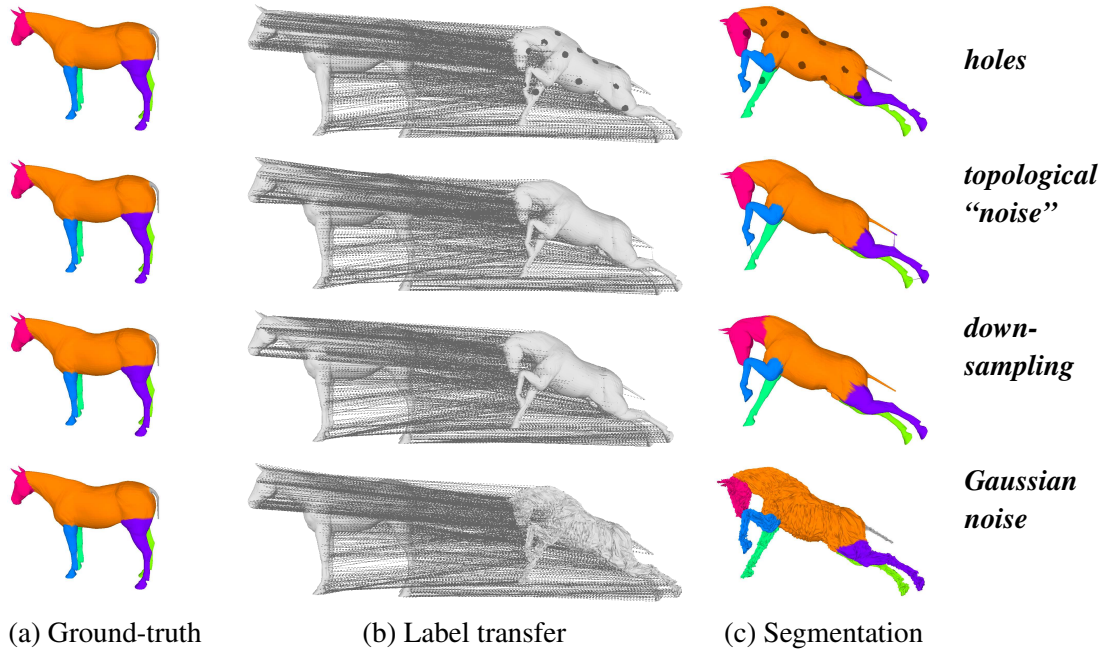 holes
topological
“noise”
down-
sampling
Gaussian
noise
(a) Ground-truth
(b) Label transfer
(c) Segmentation